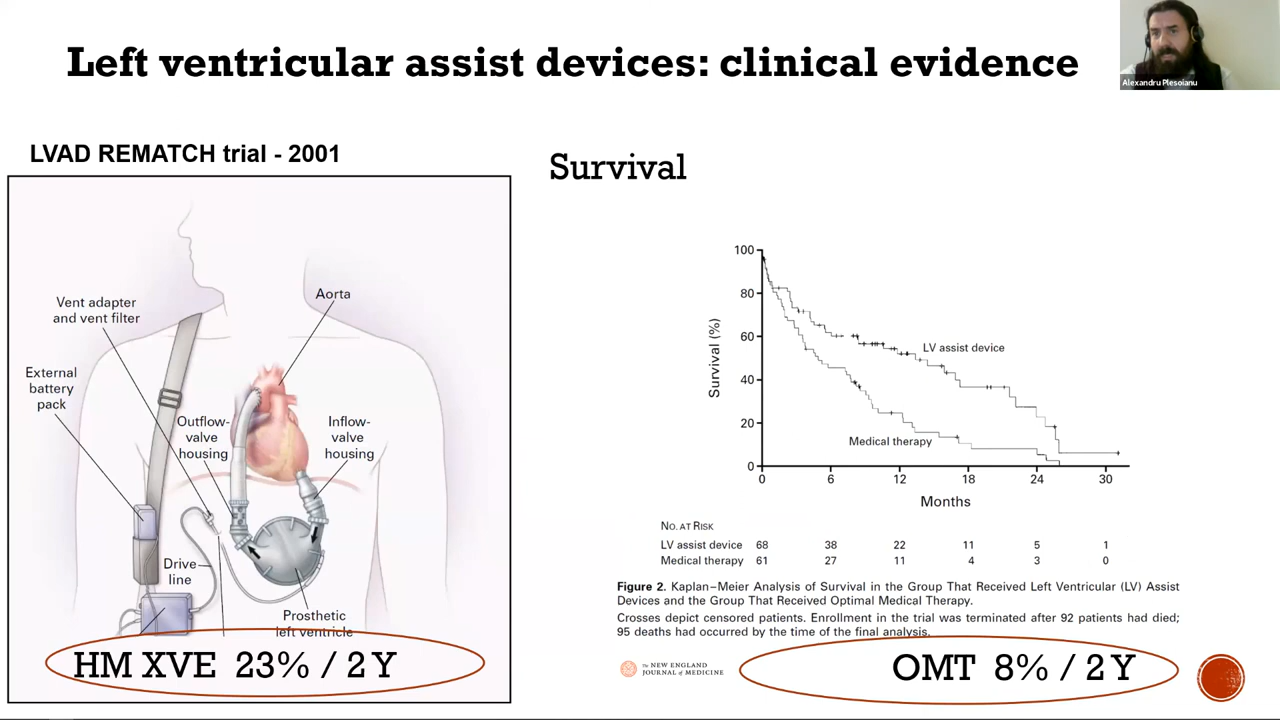 Left ventricular assist devices: clinical evidence
Alexandru Plesoianu
LVAD REMATCH trial - 2001
Vent adapter
and vent filter
Aorta
External
battery
pack
Outflow-
valve
housing
Inflow-
valve
housing
Drive
line
Prosthetic
left ventricle
HM XVE 23% / 2 Y
Survival
100
80
60
40
20
0
Survival (%)
LV assist device
Medical therapy
0 6 12 18 24 30
Months
NO. AT RISK
LV assist device 68 38 22 11 5 1
Medical therapy 61 27 11 4 3 0
Figure 2. Kaplan–Meier Analysis of Survival in the Group That Received Left Ventricular (LV) Assist
Devices and the Group That Received Optimal Medical Therapy.
Crosses depict censored patients. Enrollment in the trial was terminated after 92 patients had died;
95 deaths had occurred by the time of the final analysis.
The NEW ENGLAND
JOURNAL of MEDICINE
OMT 8% / 2 Y